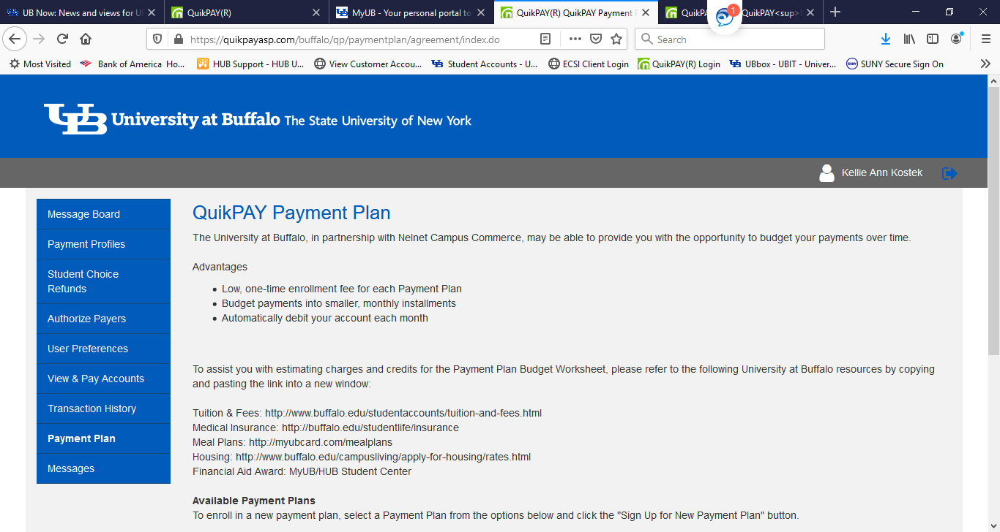 UB Now: News and views for U
QuikPAY(R)
MyUB - Your personal portal to
QuikPAY(R) QuikPAY Payment
QuikPA
1
QuikPAY<sup>
https://quikpayasp.com/buffalo/qp/paymentplan/agreement/index.do
Search
Most Visited
Bank of America Ho...
HUB Support - HUB U...
View Customer Accou...
Student Accounts - U...
ECSI Client Login
QuikPAY(R) Login
UBbox - UBIT - Univer...
SUNY Secure Sign On
UB University at Buffalo The State University of New York
Kellie Ann Kostek
Message Board
Payment Profiles
Student Choice
Refunds
Authorize Payers
User Preferences
View & Pay Accounts
Transaction History
Payment Plan
Messages
QuikPAY Payment Plan
The University at Buffalo, in partnership with Nelnet Campus Commerce, may be able to provide you with the opportunity to budget your payments over time.
Advantages
• Low, one-time enrollment fee for each Payment Plan
• Budget payments into smaller, monthly installments
• Automatically debit your account each month
To assist you with estimating charges and credits for the Payment Plan Budget Worksheet, please refer to the following University at Buffalo resources by copying
and pasting the link into a new window:
Tuition & Fees: http://www.buffalo.edu/studentaccounts/tuition-and-fees.html
Medical Insurance: http://buffalo.edu/studentlife/insurance
Meal Plans: http://myubcard.com/mealplans
Housing: http://www.buffalo.edu/campusliving/apply-for-housing/rates.html
Financial Aid Award: MyUB/HUB Student Center
Available Payment Plans
To enroll in a new payment plan, select a Payment Plan from the options below and click the "Sign Up for New Payment Plan" button.